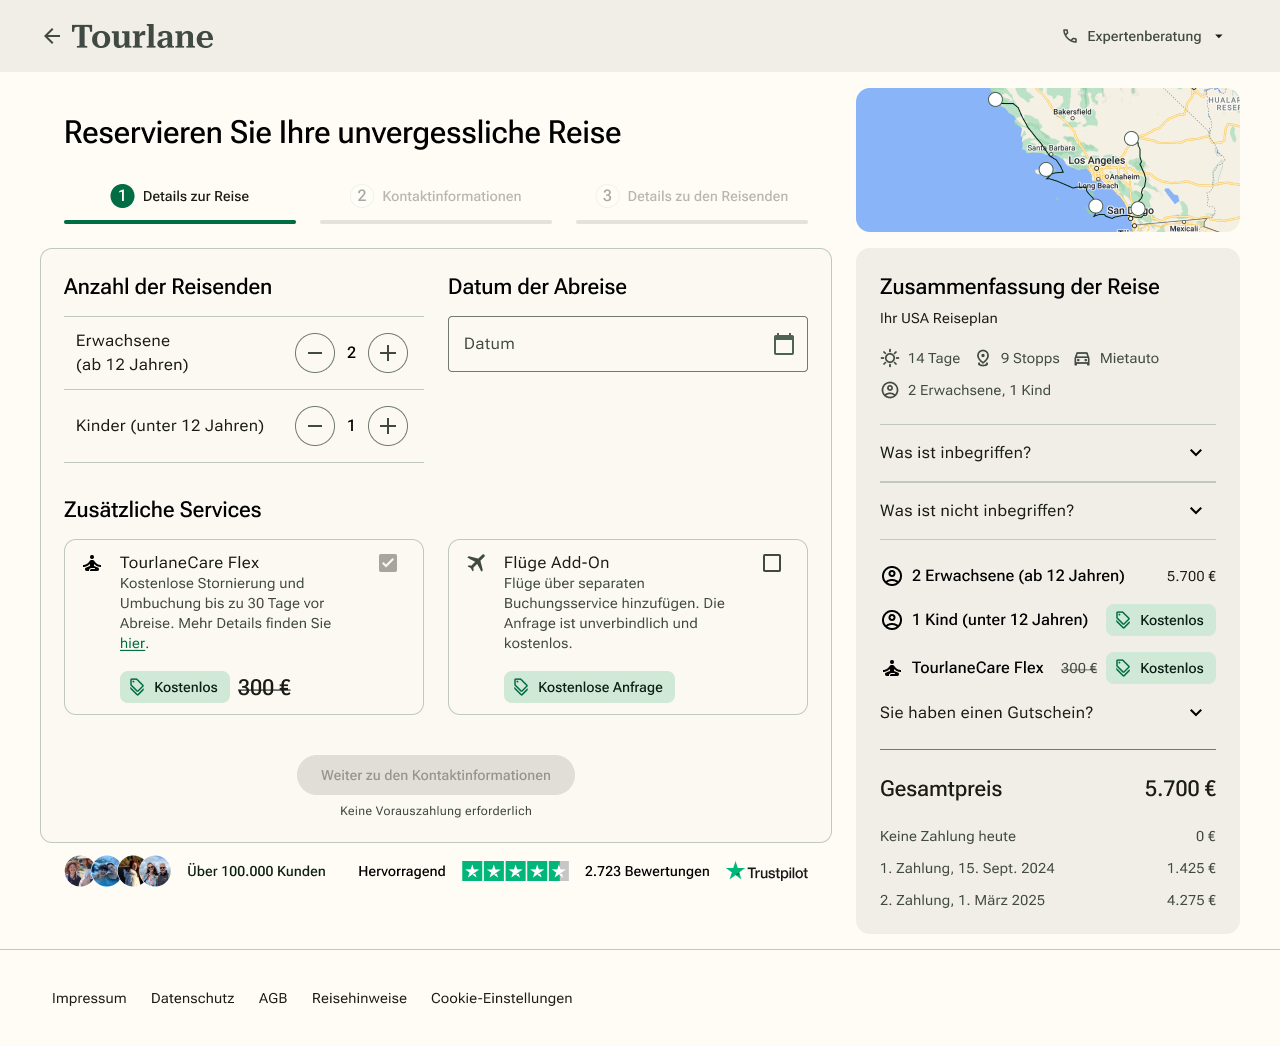 Tourlane
Expertenberatung
Reservieren Sie Ihre unvergessliche Reise
1 Details zur Reise
2 Kontaktinformationen
3 Details zu den Reisenden
Bakersfield
HUALAP
RESER
Santa Barbara
Los Angeles
Anaheim
Long Beach
San Diego
Mexicali
Anzahl der Reisenden
Erwachsene
(ab 12 Jahren)
2
Kinder (unter 12 Jahren)
1
Datum der Abreise
Datum
Zusätzliche Services
TourlaneCare Flex
Kostenlose Stornierung und
Umbuchung bis zu 30 Tage vor
Abreise. Mehr Details finden Sie
hier.
Kostenlos 300 €
Flüge Add-On
Flüge über separaten
Buchungsservice hinzufügen. Die
Anfrage ist unverbindlich und
kostenlos.
Kostenlose Anfrage
Weiter zu den Kontaktinformationen
Keine Vorauszahlung erforderlich
Über 100.000 Kunden
Hervorragend
2.723 Bewertungen
Trustpilot
Zusammenfassung der Reise
Ihr USA Reiseplan
14 Tage 9 Stopps Mietauto
2 Erwachsene, 1 Kind
Was ist inbegriffen?
Was ist nicht inbegriffen?
2 Erwachsene (ab 12 Jahren) 5.700 €
1 Kind (unter 12 Jahren) Kostenlos
TourlaneCare Flex 300 € Kostenlos
Sie haben einen Gutschein?
Gesamtpreis 5.700 €
Keine Zahlung heute 0 €
1. Zahlung, 15. Sept. 2024 1.425 €
2. Zahlung, 1. März 2025 4.275 €
Impressum Datenschutz AGB Reisehinweise Cookie-Einstellungen